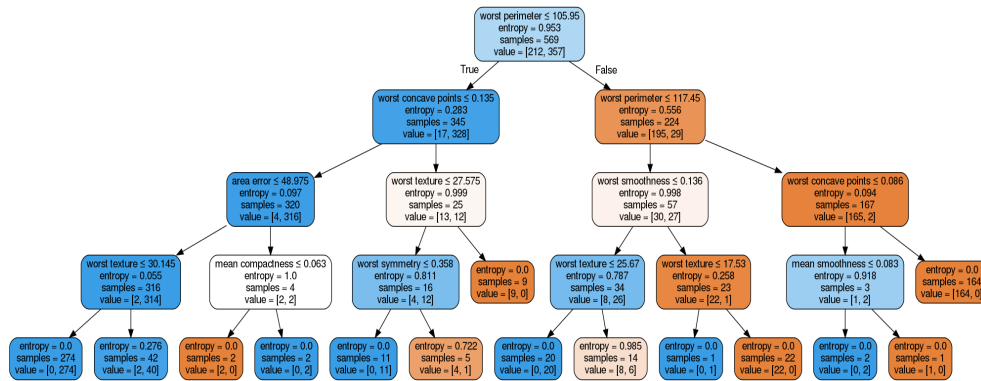 worst perimeter ≤ 105.95
entropy = 0.953
samples = 569
value = [212, 357]
True
False
worst concave points ≤ 0.135
entropy = 0.283
samples = 345
value = [17, 328]
worst perimeter ≤ 117.45
entropy = 0.556
samples = 224
value = [195, 29]
area error ≤ 48.975
entropy = 0.097
samples = 320
value = [4, 316]
worst texture ≤ 27.575
entropy = 0.999
samples = 25
value = [13, 12]
worst smoothness ≤ 0.136
entropy = 0.998
samples = 57
value = [30, 27]
worst concave points ≤ 0.086
entropy = 0.094
samples = 167
value = [165, 2]
worst texture ≤ 30.145
entropy = 0.055
samples = 316
value = [2, 314]
mean compactness ≤ 0.063
entropy = 1.0
samples = 4
value = [2, 2]
worst symmetry ≤ 0.358
entropy = 0.811
samples = 16
value = [4, 12]
entropy = 0.0
samples = 9
value = [9, 0]
worst texture ≤ 25.67
entropy = 0.787
samples = 34
value = [8, 26]
worst texture ≤ 17.53
entropy = 0.258
samples = 23
value = [22, 1]
mean smoothness ≤ 0.083
entropy = 0.918
samples = 3
value = [1, 2]
entropy = 0.0
samples = 164
value = [164, 0]
entropy = 0.0
samples = 274
value = [0, 274]
entropy = 0.276
samples = 42
value = [2, 40]
entropy = 0.0
samples = 2
value = [2, 0]
entropy = 0.0
samples = 2
value = [0, 2]
entropy = 0.0
samples = 11
value = [0, 11]
entropy = 0.722
samples = 5
value = [4, 1]
entropy = 0.0
samples = 20
value = [0, 20]
entropy = 0.985
samples = 14
value = [8, 6]
entropy = 0.0
samples = 1
value = [0, 1]
entropy = 0.0
samples = 22
value = [22, 0]
entropy = 0.0
samples = 2
value = [0, 2]
entropy = 0.0
samples = 1
value = [1, 0]